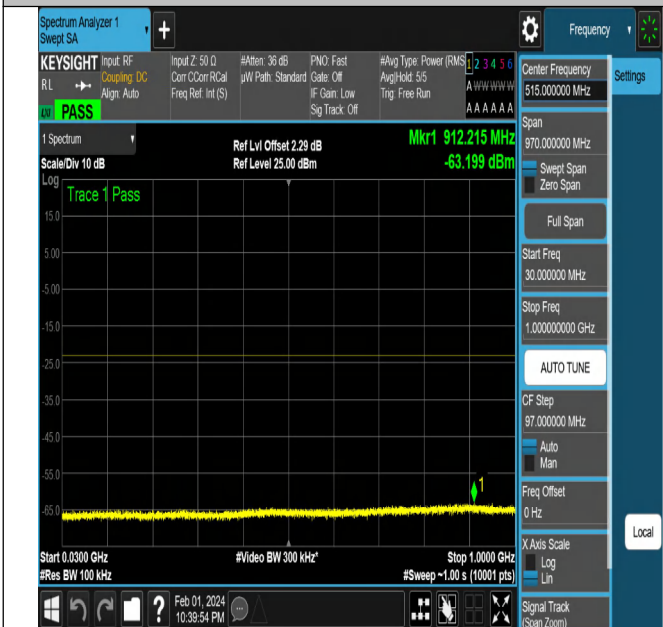 Spectrum Analyzer 1
Swept SA
+
Frequency
KEYSIGHT
RL
LXI
PASS
Input: RF
Coupling: DC
Align: Auto
Input Z: 50 Ω
Corr CCorr RCal
Freq Ref: Int (S)
#Atten: 36 dB
µW Path: Standard
PNO: Fast
Gate: Off
IF Gain: Low
Sig Track: Off
#Avg Type: Power (RMS
Avg|Hold: 5/5
Trig: Free Run
1 2 3 4 5 6
A W W W W W
A A A A A A
1 Spectrum
Scale/Div 10 dB
Ref Lvl Offset 2.29 dB
Ref Level 25.00 dBm
Mkr1 912.215 MHz
-63.199 dBm
Log
Trace 1 Pass
15.0
5.00
-5.00
-15.0
-25.0
-35.0
-45.0
-55.0
-65.0
1
Start 0.0300 GHz
#Res BW 100 kHz
#Video BW 300 kHz*
Stop 1.0000 GHz
#Sweep ~1.00 s (10001 pts)
Feb 01, 2024
10:39:54 PM
?
Center Frequency
515.000000 MHz
Settings
Span
970.000000 MHz
Swept Span
Zero Span
Full Span
Start Freq
30.000000 MHz
Stop Freq
1.000000000 GHz
AUTO TUNE
CF Step
97.000000 MHz
Auto
Man
Freq Offset
0 Hz
X Axis Scale
Log
Lin
Local
Signal Track
(Span Zoom)